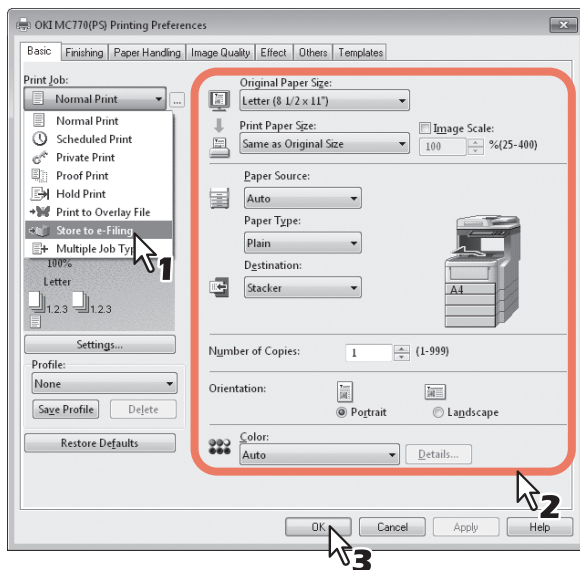 OKI MC770(PS) Printing Preferences
Basic Finishing Paper Handling Image Quality Effect Others Templates
Print Job:
Normal Print ...
Normal Print
Scheduled Print
Private Print
Proof Print
Hold Print
Print to Overlay File
Store to e-Filing
Multiple Job Typ
1
100%
Letter
1.2.3 1.2.3
Settings...
Profile:
None
Save Profile Delete
Restore Defaults
Original Paper Size:
Letter (8 1/2 x 11")
Print Paper Size:
Same as Original Size
Image Scale:
100 %(25-400)
Paper Source:
Auto
Paper Type:
Plain
Destination:
Stacker
A4
Number of Copies: 1 (1-999)
Orientation:
Portrait Landscape
Color:
Auto Details...
2
OK Cancel Apply Help
3